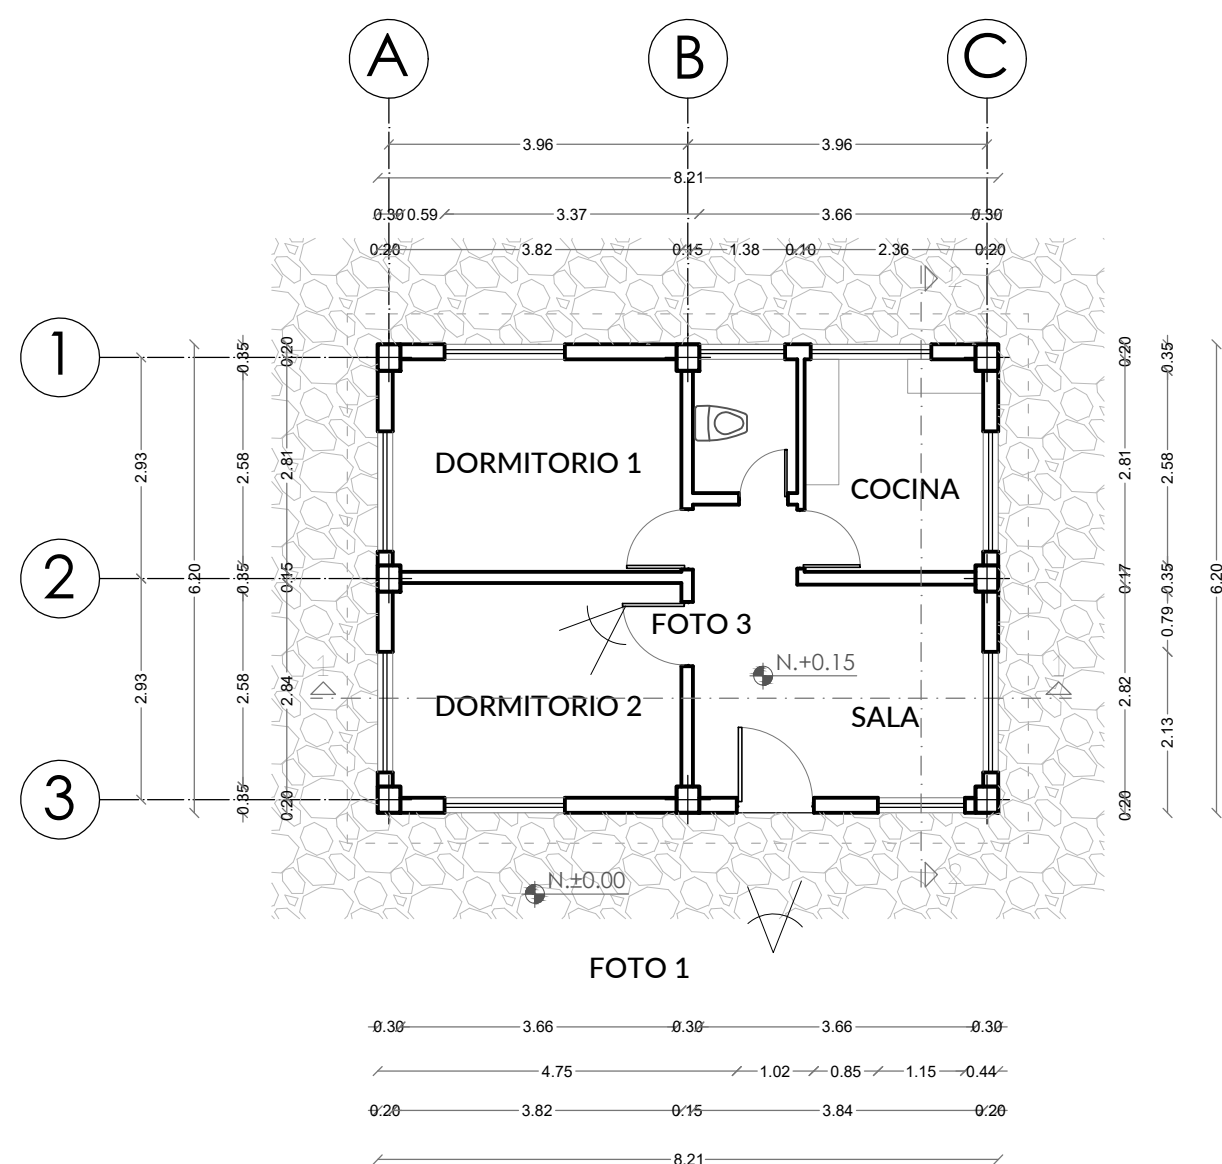 A B C
3.96 3.96
8.21
0.30 0.59 3.37 3.66 0.30
0.20 3.82 0.15 1.38 0.10 2.36 0.20
2
1
0.35 0.20 0.20 0.35
2.93 2.58 2.81 2.81 2.58
DORMITORIO 1
COCINA
2
6.20 0.35 0.15 0.17 0.35 6.20
FOTO 3
0.79
N.+0.15
1 1
2.93 2.58 2.84 2.82
DORMITORIO 2
SALA
2.13
3
0.35 0.20 0.20
2
N.±0.00
FOTO 1
0.30 3.66 0.30 3.66 0.30
4.75 1.02 0.85 1.15 0.44
0.20 3.82 0.15 3.84 0.20
8.21